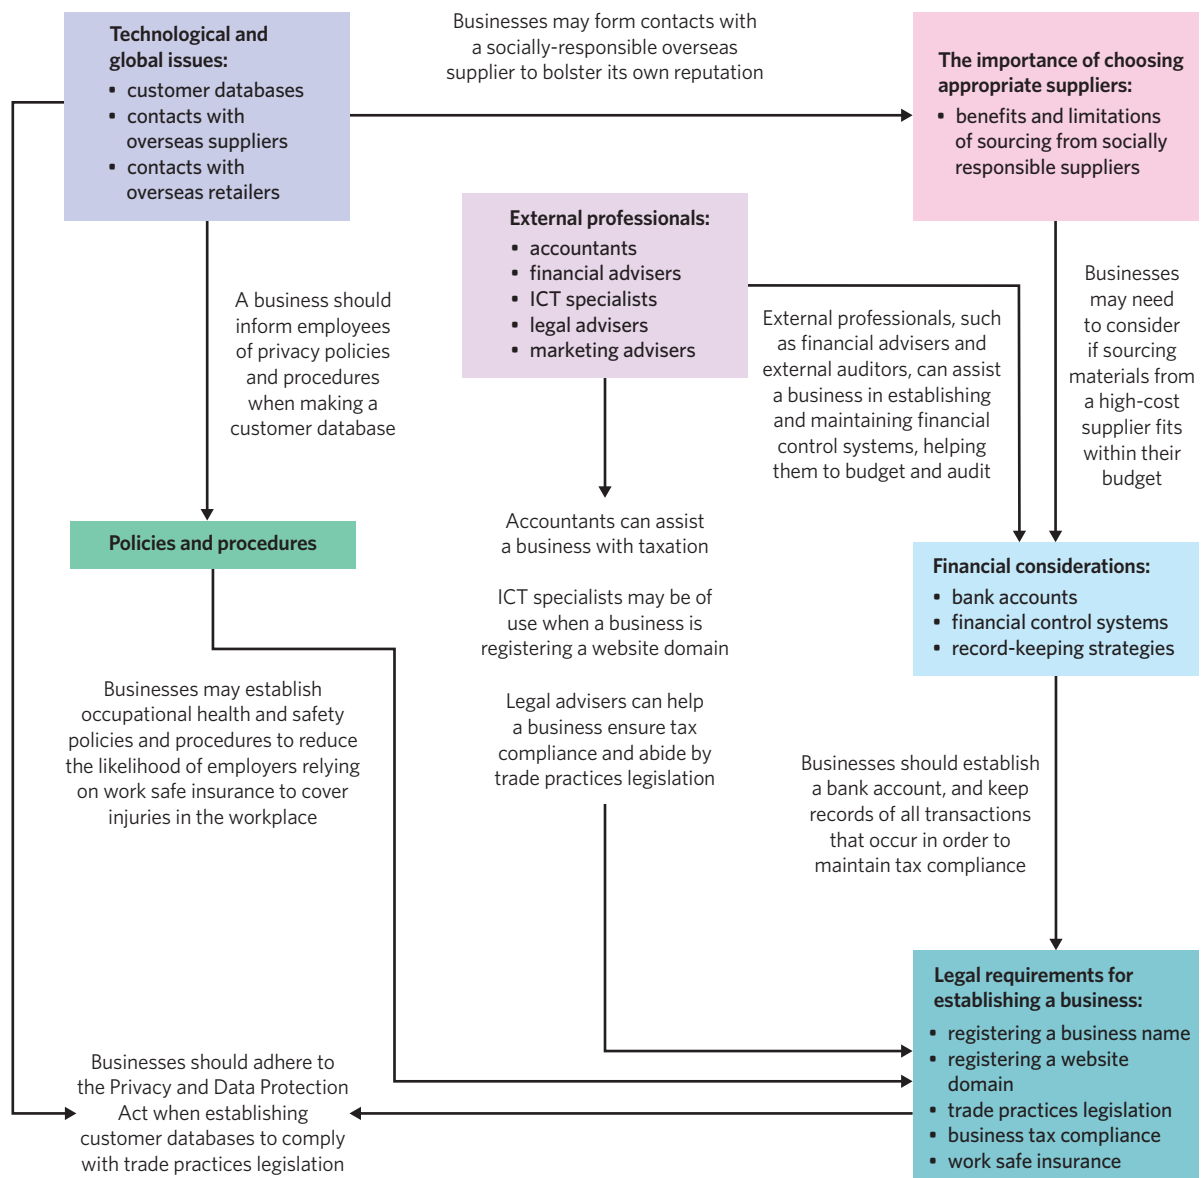 Technological and
global issues:
• customer databases
• contacts with
overseas suppliers
• contacts with
overseas retailers
Businesses may form contacts with
a socially-responsible overseas
supplier to bolster its own reputation
The importance of choosing
appropriate suppliers:
• benefits and limitations
of sourcing from socially
responsible suppliers
External professionals:
• accountants
• financial advisers
• ICT specialists
• legal advisers
• marketing advisers
A business should
inform employees
of privacy policies
and procedures
when making a
customer database
External professionals, such
as financial advisers and
external auditors, can assist
a business in establishing
and maintaining financial
control systems, helping
them to budget and audit
Businesses
may need
to consider
if sourcing
materials from
a high-cost
supplier fits
within their
budget
Policies and procedures
Accountants can assist
a business with taxation
ICT specialists may be of
use when a business is
registering a website domain
Legal advisers can help
a business ensure tax
compliance and abide by
trade practices legislation
Financial considerations:
• bank accounts
• financial control systems
• record-keeping strategies
Businesses may establish
occupational health and safety
policies and procedures to reduce
the likelihood of employers relying
on work safe insurance to cover
injuries in the workplace
Businesses should establish
a bank account, and keep
records of all transactions
that occur in order to
maintain tax compliance
Legal requirements for
establishing a business:
• registering a business name
• registering a website
domain
• trade practices legislation
• business tax compliance
• work safe insurance
Businesses should adhere to
the Privacy and Data Protection
Act when establishing
customer databases to comply
with trade practices legislation